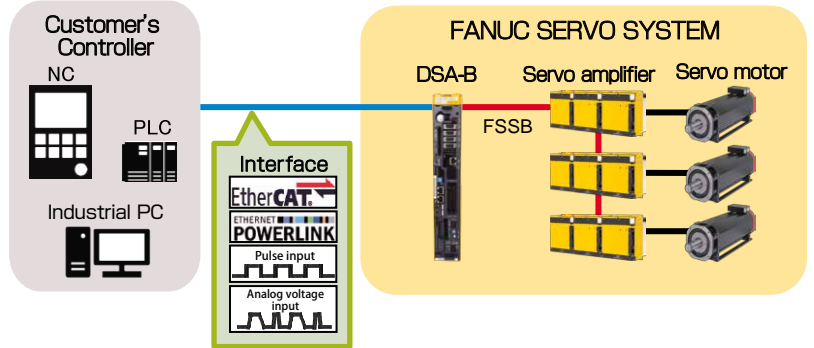 Customer's
Controller
NC
PLC
Industrial PC
Interface
EtherCAT®
ETHERNET
POWERLINK
Pulse input
Analog voltage
input
FANUC SERVO SYSTEM
DSA-B
Servo amplifier
Servo motor
FSSB